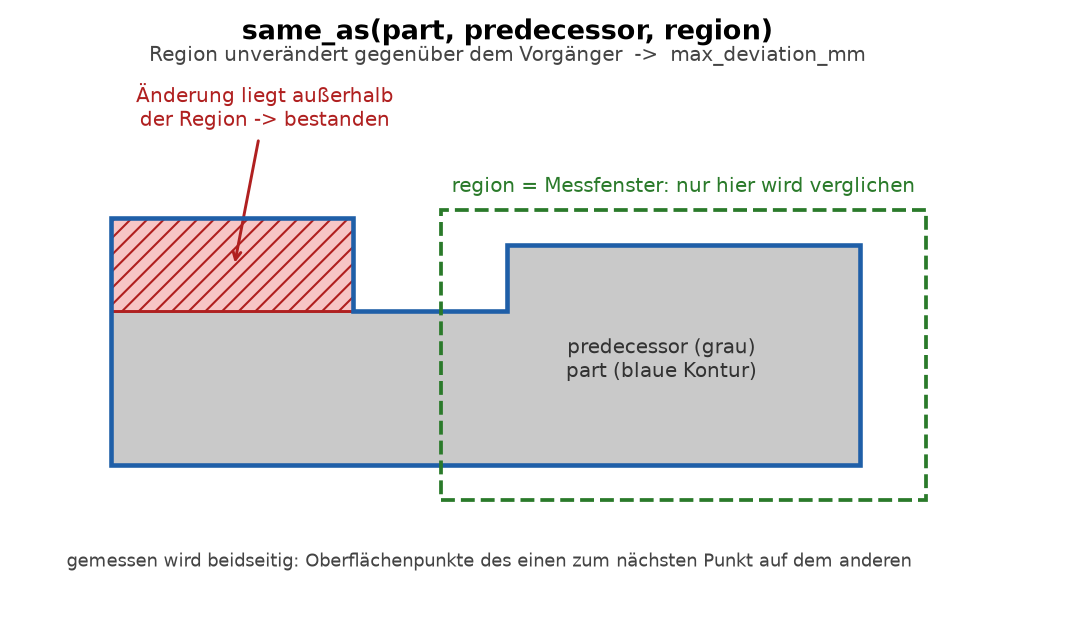 same_as(part, predecessor, region)
Region unverändert gegenüber dem Vorgänger  ->  max_deviation_mm
Änderung liegt außerhalb
der Region -> bestanden
region = Messfenster: nur hier wird verglichen
predecessor (grau)
part (blaue Kontur)
gemessen wird beidseitig: Oberflächenpunkte des einen zum nächsten Punkt auf dem anderen